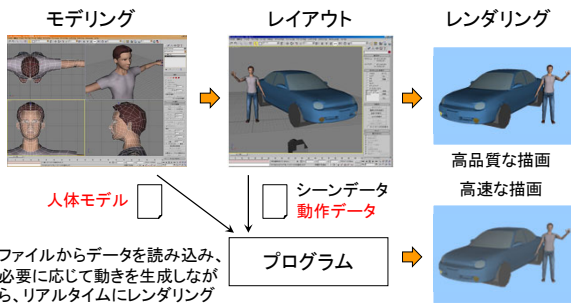 モデリング
レイアウト
レンダリング
高品質な描画
高速な描画
人体モデル
シーンデータ
動作データ
ファイルからデータを読み込み、
必要に応じて動きを生成しなが
ら、リアルタイムにレンダリング
プログラム